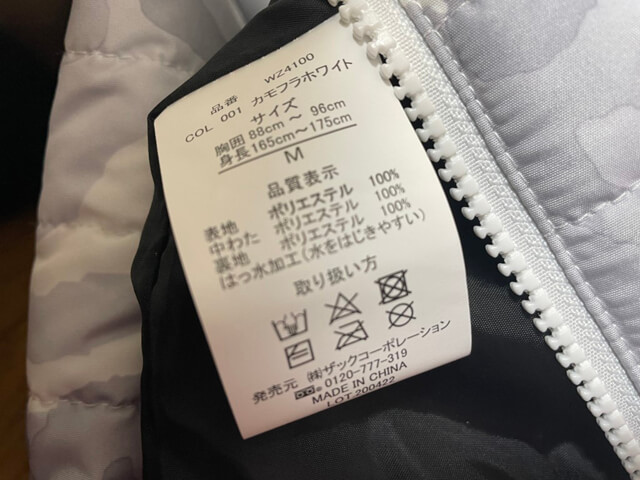 品番 WZ4100
COL 001 カモフラホワイト
サイズ
胸囲 88cm～ 96cm
身長165cm～175cm
M
品質表示
表地 ポリエステル 100%
中わた ポリエステル 100%
裏地 ポリエステル 100%
はっ水加工(水をはじきやすい)
取り扱い方
発売元 ㈱ザックコーポレーション
0120-777-319
MADE IN CHINA
LOT.200422